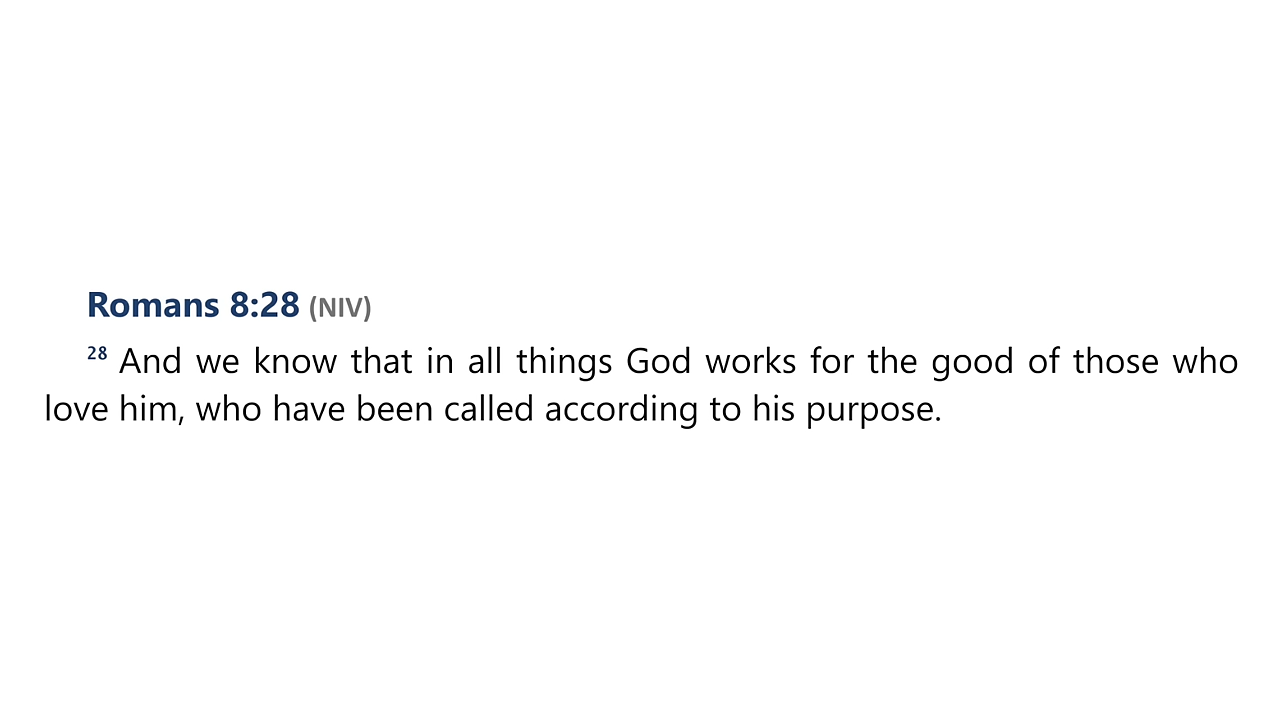 Romans 8:28 (NIV)
28 And we know that in all things God works for the good of those who
love him, who have been called according to his purpose.